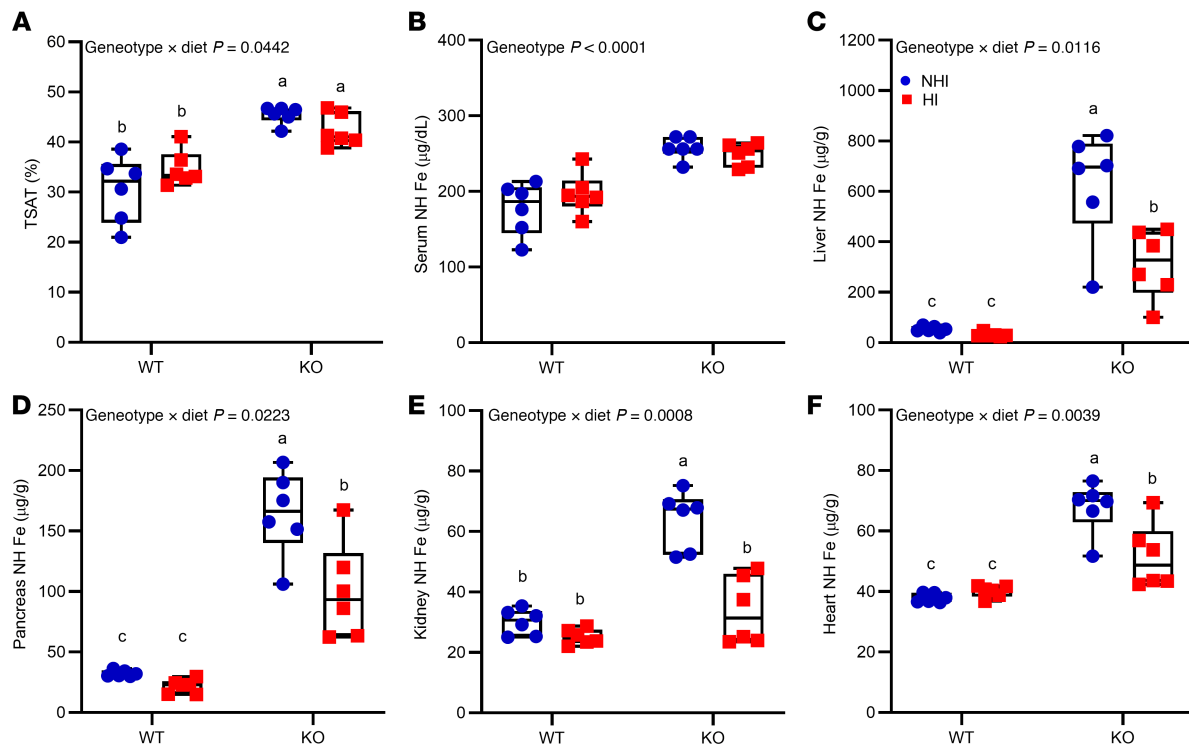 A
Geneotype × diet P = 0.0442
TSAT (%)
60
50
40
30
20
10
0
b
b
a
a
WT
KO
B
Geneotype P < 0.0001
Serum NH Fe (μg/dL)
400
300
200
100
0
WT
KO
C
Geneotype × diet P = 0.0116
Liver NH Fe (μg/g)
1200
1000
800
600
400
200
0
NHI
HI
c
c
a
b
WT
KO
D
Geneotype × diet P = 0.0223
Pancreas NH Fe (μg/g)
250
200
150
100
50
0
c
c
a
b
WT
KO
E
Geneotype × diet P = 0.0008
Kidney NH Fe (μg/g)
100
80
60
40
20
0
b
b
a
b
WT
KO
F
Geneotype × diet P = 0.0039
Heart NH Fe (μg/g)
100
80
60
40
20
0
c
c
a
b
WT
KO